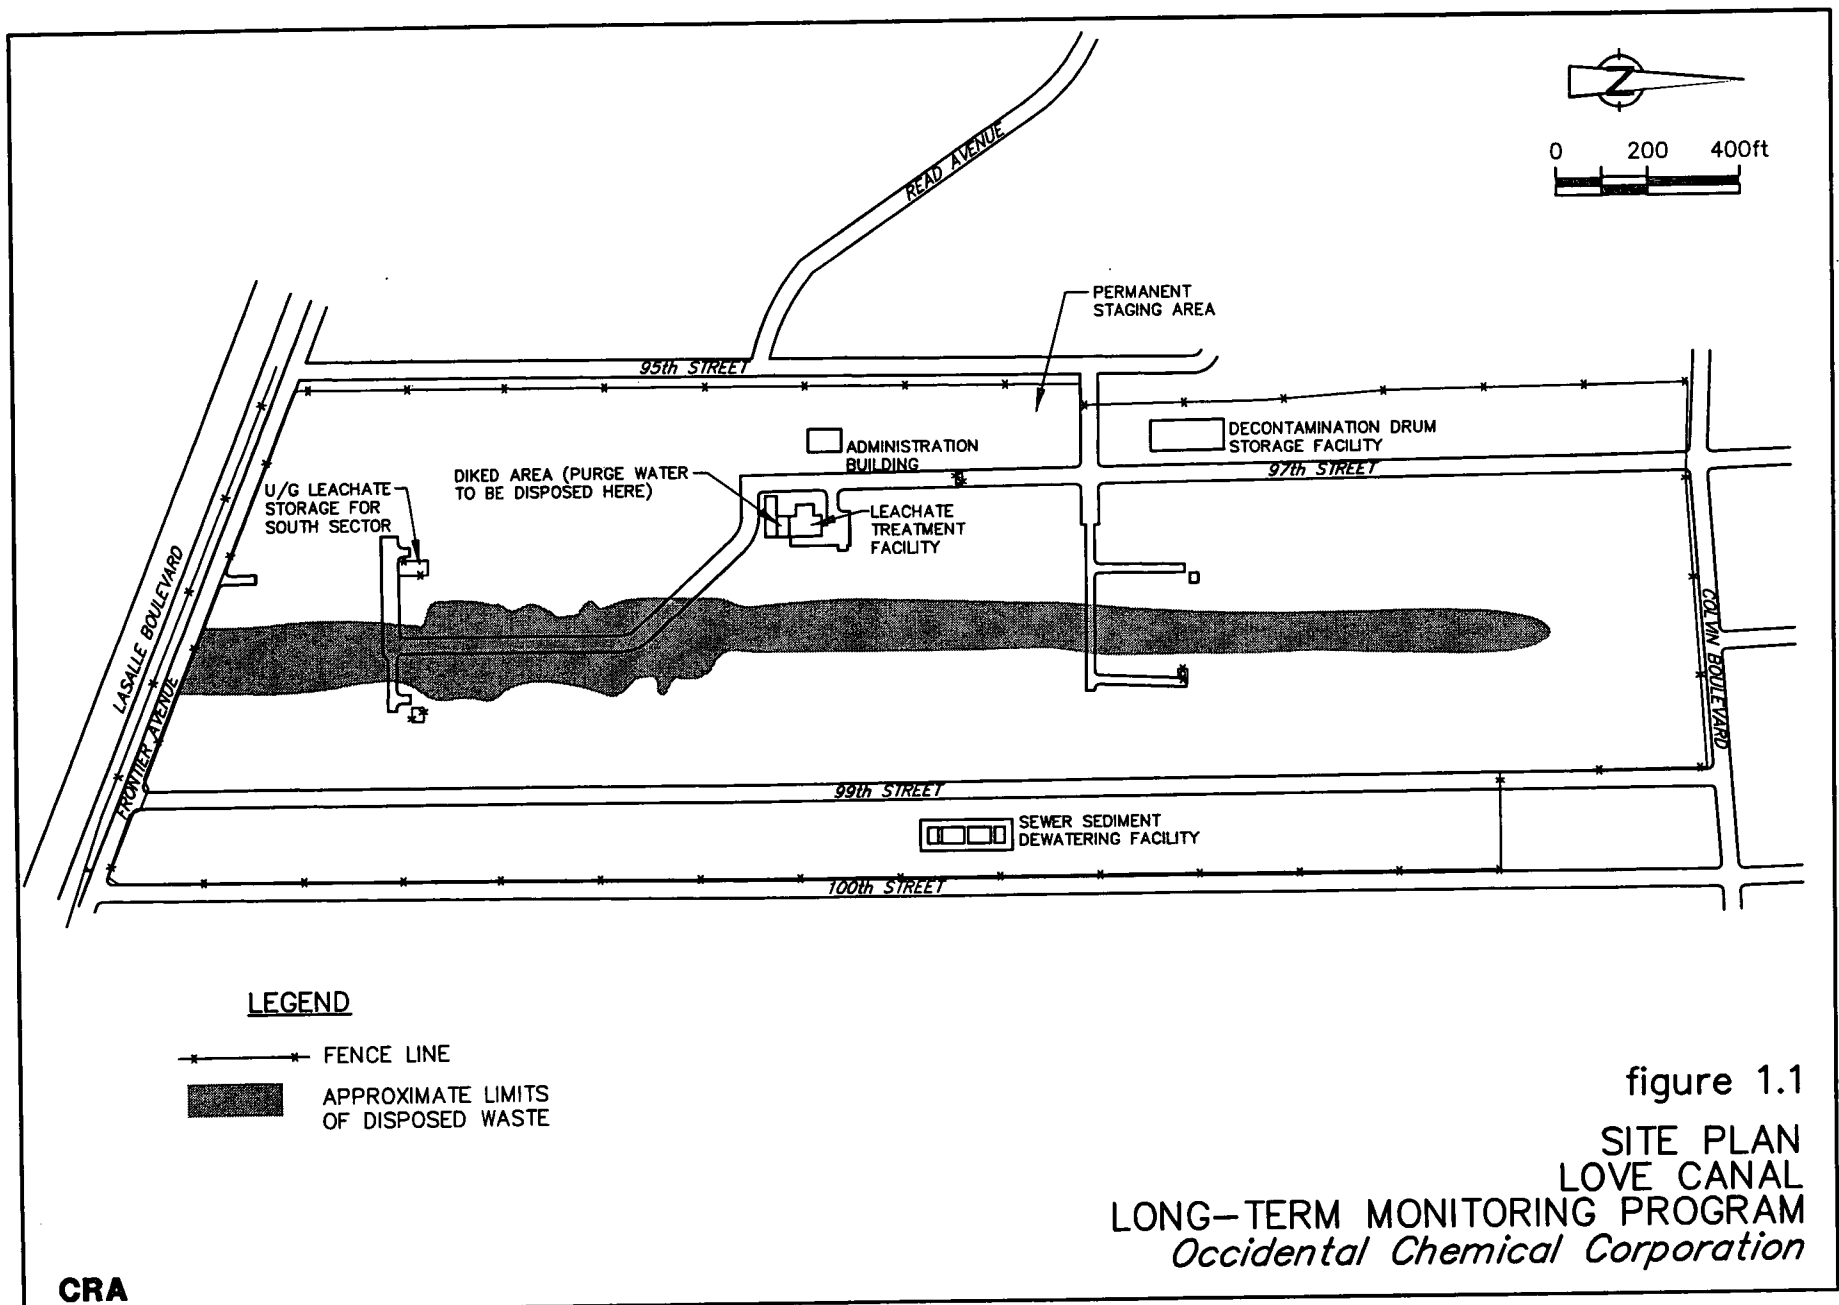 N
0 200 400ft
READ AVENUE
PERMANENT
STAGING AREA
95th STREET
ADMINISTRATION
BUILDING
DECONTAMINATION DRUM
STORAGE FACILITY
97th STREET
DIKED AREA (PURGE WATER
TO BE DISPOSED HERE)
U/G LEACHATE
STORAGE FOR
SOUTH SECTOR
LEACHATE
TREATMENT
FACILITY
LASALLE BOULEVARD
FRONTIER AVENUE
COLVIN BOULEVARD
99th STREET
SEWER SEDIMENT
DEWATERING FACILITY
100th STREET
LEGEND
FENCE LINE
APPROXIMATE LIMITS
OF DISPOSED WASTE
figure 1.1
SITE PLAN
LOVE CANAL
LONG-TERM MONITORING PROGRAM
Occidental Chemical Corporation
CRA